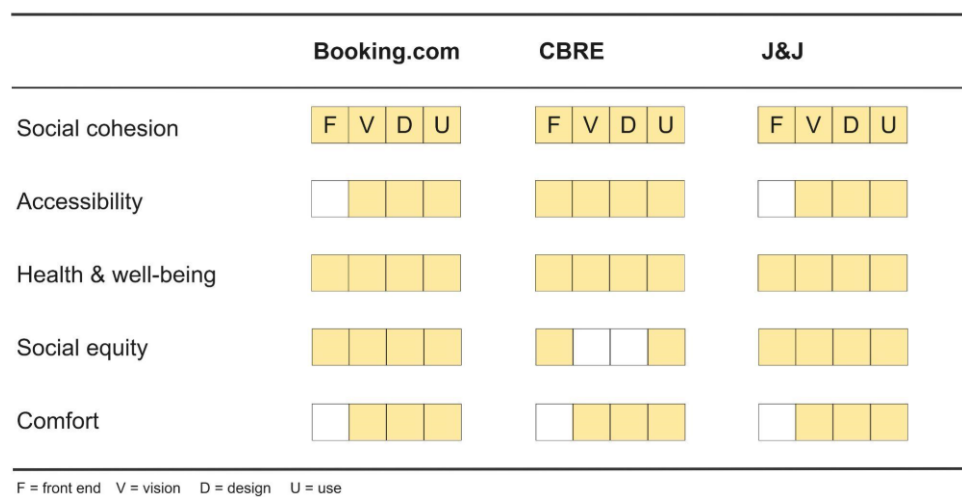 Booking.com CBRE J&J
Social cohesion F V D U F V D U F V D U
Accessibility
Health & well-being
Social equity
Comfort
F = front end V = vision D = design U = use